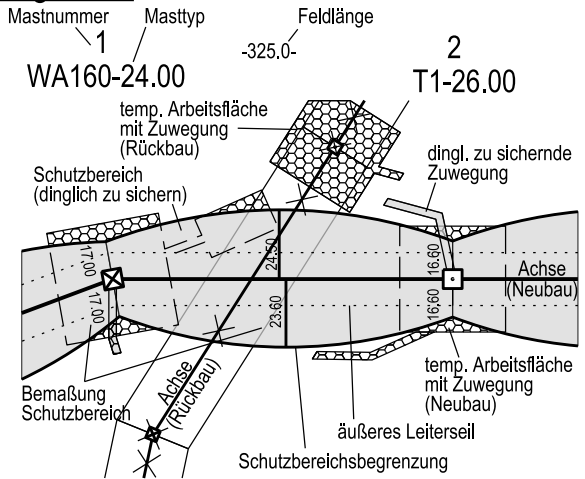 Mastnummer
Masttyp
Feldlänge
1
-325.0-
2
WA160-24.00
T1-26.00
temp. Arbeitsfläche
mit Zuwegung
(Rückbau)
dingl. zu sichernde
Zuwegung
Schutzbereich
(dinglich zu sichern)
17.00
24.50
16.60
Achse
(Neubau)
17.00
23.60
16.60
Achse
(Rückbau)
Bemaßung
Schutzbereich
temp. Arbeitsfläche
mit Zuwegung
(Neubau)
äußeres Leiterseil
Schutzbereichsbegrenzung